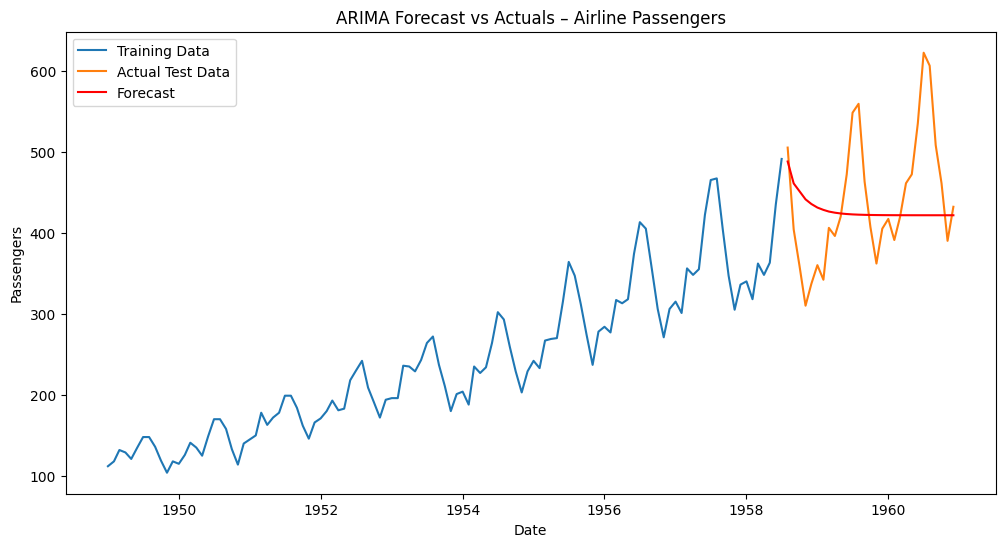 ARIMA Forecast vs Actuals – Airline Passengers
Training Data
Actual Test Data
Forecast
Passengers
600
500
400
300
200
100
1950
1952
1954
1956
1958
1960
Date